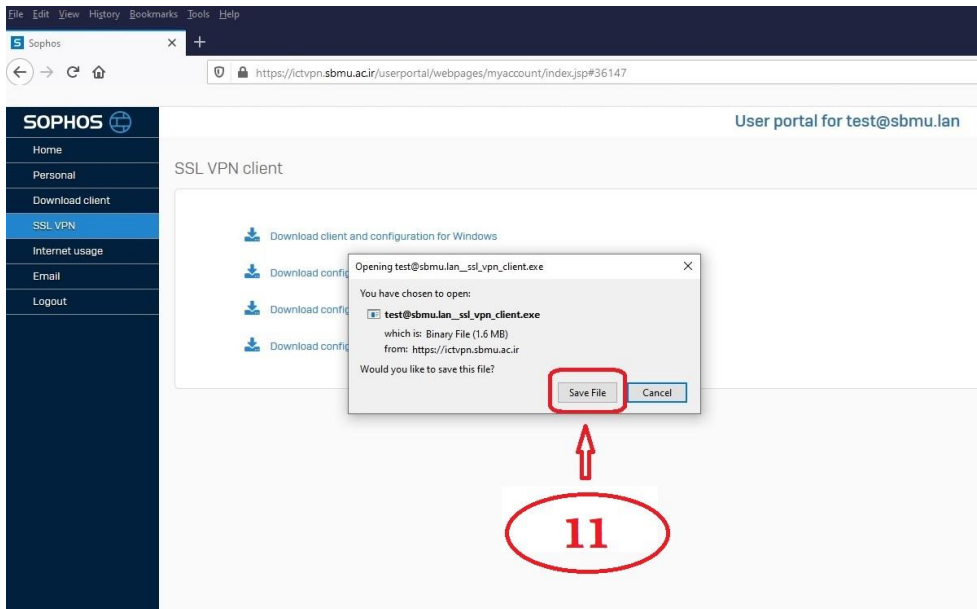 File Edit View History Bookmarks Tools Help
Sophos
https://ictvpn.sbmu.ac.ir/userportal/webpages/myaccount/index.jsp#36147
SOPHOS
User portal for test@sbmu.lan
Home
Personal
Download client
SSL VPN
Internet usage
Email
Logout
SSL VPN client
Download client and configuration for Windows
Download config
Download config
Download config
Opening test@sbmu.lan__ssl_vpn_client.exe
You have chosen to open:
test@sbmu.lan__ssl_vpn_client.exe
which is: Binary File (1.6 MB)
from: https://ictvpn.sbmu.ac.ir
Would you like to save this file?
Save File Cancel
11